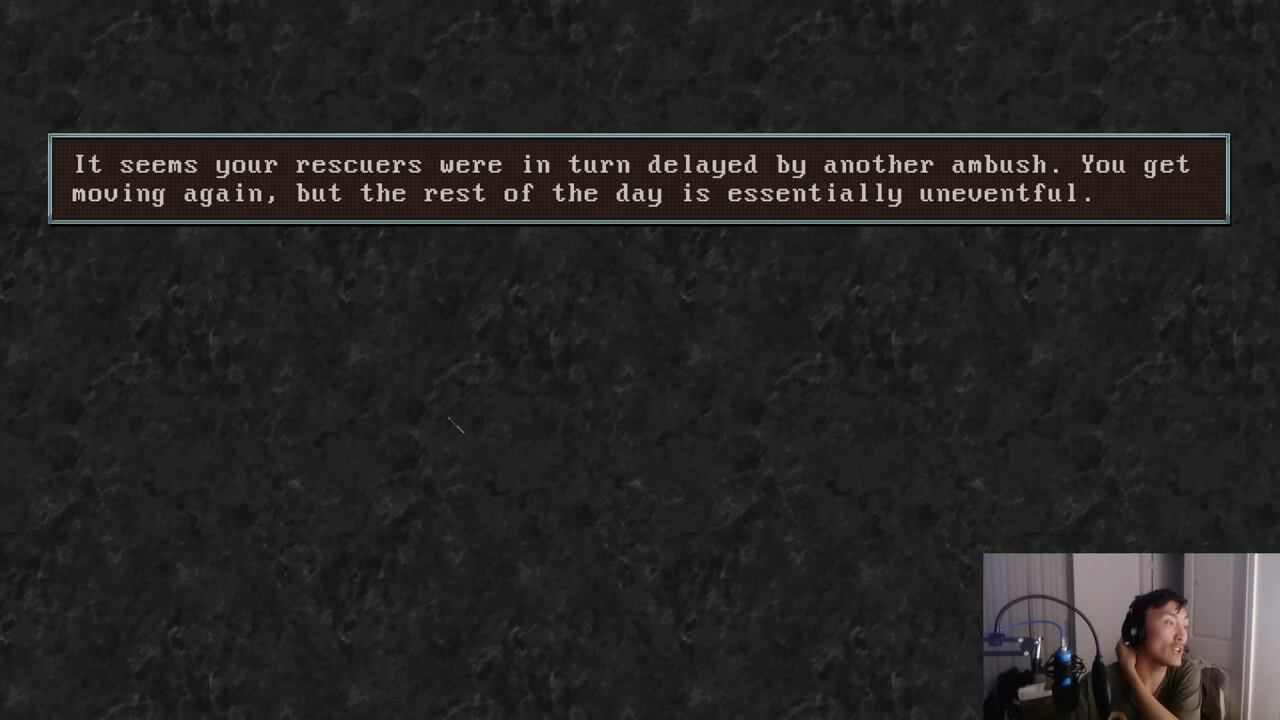 It seems your rescuers were in turn delayed by another ambush. You get
moving again, but the rest of the day is essentially uneventful.